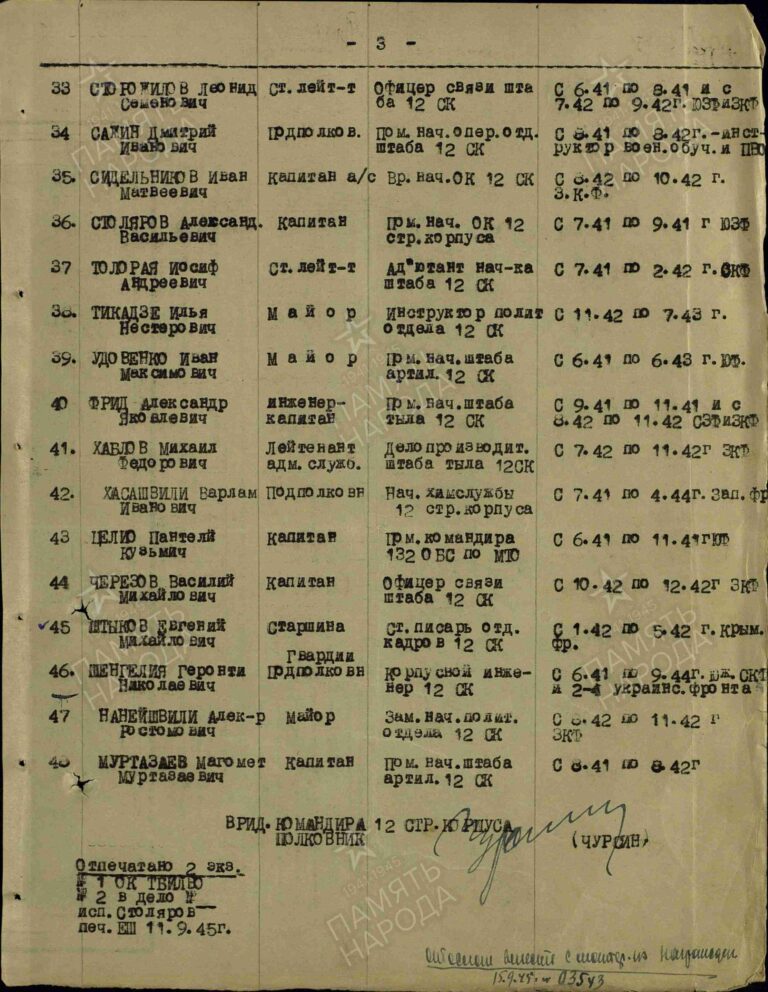 - 3 -
33 СТОЮЖИЛОВ Леонид Ст. лейт-т Офицер связи шта С 6.41 по 8.41 и с
Семенович ба 12 СК 7.42 по 9.42г. ЮЗФиЗКФ
34 САЖИН Дмитрий Подполков. Пом. нач. опер. отд. С 8.41 по 8.42г.-инст-
Иванович штаба 12 СК руктор воен. обуч. и ПВО
35. СИДЕЛЬНИКОВ Иван Капитан а/с Вр. нач. ОК 12 СК С 8.42 по 10.42 г.
Матвеевич З.К.Ф.
36. СТОЛЯРОВ Александ. Капитан Пом. нач. ОК 12 С 7.41 по 9.41 г ЮЗФ
Васильевич стр. корпуса
37 ТОЛОРАЯ Иосиф Ст. лейт-т Ад"ютант нач-ка С 7.41 по 2.42 г. ЗКФ
Андреевич штаба 12 СК
38. ТИКАДЗЕ Илья Майор Инструктор полит С 11.42 по 7.43 г.
Нестерович отдела 12 СК
39. УДОВЕНКО Иван Майор Пом. нач. штаба С 6.41 по 6.43 г. ЮФ.
Максимович артил. 12 СК
40 ФРИД Александр инженер- Пом. нач. штаба С 9.41 по 11.41 и с
Яковлевич капитан тыла 12 СК 8.42 по 11.42 СЗФиЗКФ
41. ХАБЛОВ Михаил Лейтенант Делопроизводит. С 7.42 по 11.42г ЗКФ
Федорович адм. служб. штаба тыла 12СК
42. ХАСАШВИЛИ Варлам Подполковн Нач. химслужбы С 7.41 по 4.44г. Зап. фр
Иванович 12 стр. корпуса
43 ЦЕЛИО Пантелй Капитан Пом. командира С 6.41 по 11.41гЮФ
Кузьмич 132 ОБС по МТО
44 ЧЕРЕЗОВ Василий Капитан Офицер связи С 10.42 по 12.42г ЗКФ
Михайлович штаба 12 СК
45 ШТЫКОВ Евгений Старшина Ст. писарь отд. С 1.42 по 5.42 г. Крым.
Михайлович кадров 12 СК фр.
Гвардии
46. ШЕНГЕЛИЯ Геронти Подполковн Корпусной инже- С 6.41 по 9.44г. юж. СКФ
Николаевич нер 12 СК и 2-й украинс. фронта
47 НАНЕЙШВИЛИ Алек-р Майор Зам. нач. полит. С 8.42 по 11.42 г
Ростомович отдела 12 СК ЗКФ
48 МУРТАЗАЕВ Магомет Капитан Пом. нач. штаба С 8.41 по 8.42г
Муртазаевич артил. 12 СК
ВРИД. КОМАНДИРА 12 СТР. КОРПУСА
ПОЛКОВНИК (ЧУРСИН)
Отпечатано 2 экз.
№ 1 ОК ТБИЛВО
№ 2 в дело №
исп. Столяров
печ. ЕШ 11.9.45г.
15.9.45г. 03543
ПАМЯТЬ НАРОДА
1941-1945